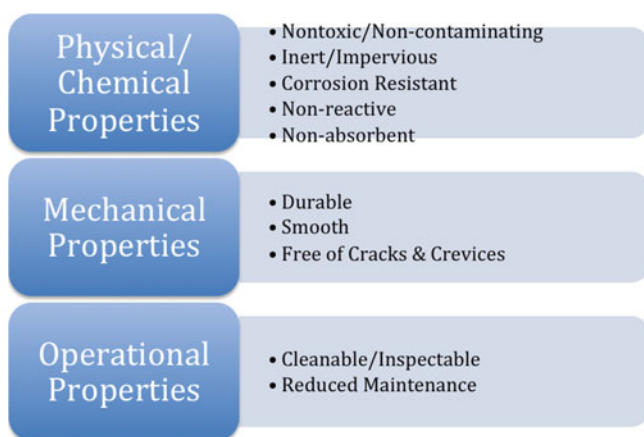 Physical/
Chemical
Properties
• Nontoxic/Non-contaminating
• Inert/Impervious
• Corrosion Resistant
• Non-reactive
• Non-absorbent
Mechanical
Properties
• Durable
• Smooth
• Free of Cracks & Crevices
Operational
Properties
• Cleanable/Inspectable
• Reduced Maintenance